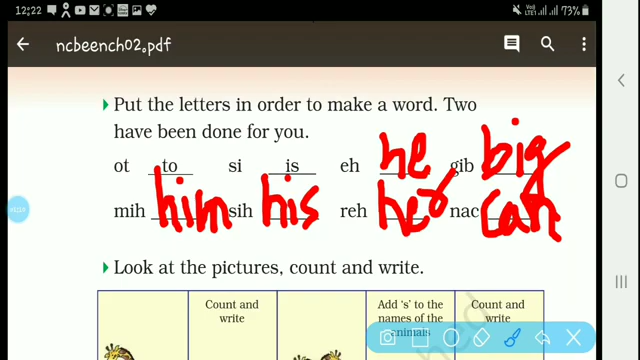 12:22 Vo) LTE1 73%
ncbeench02.pdf
Put the letters in order to make a word. Two
have been done for you.
ot to si is eh he gib big
mih him sih his reh her nac can
Look at the pictures, count and write.
Count and Add ‘s’ to the Count and
write names of the write
animals